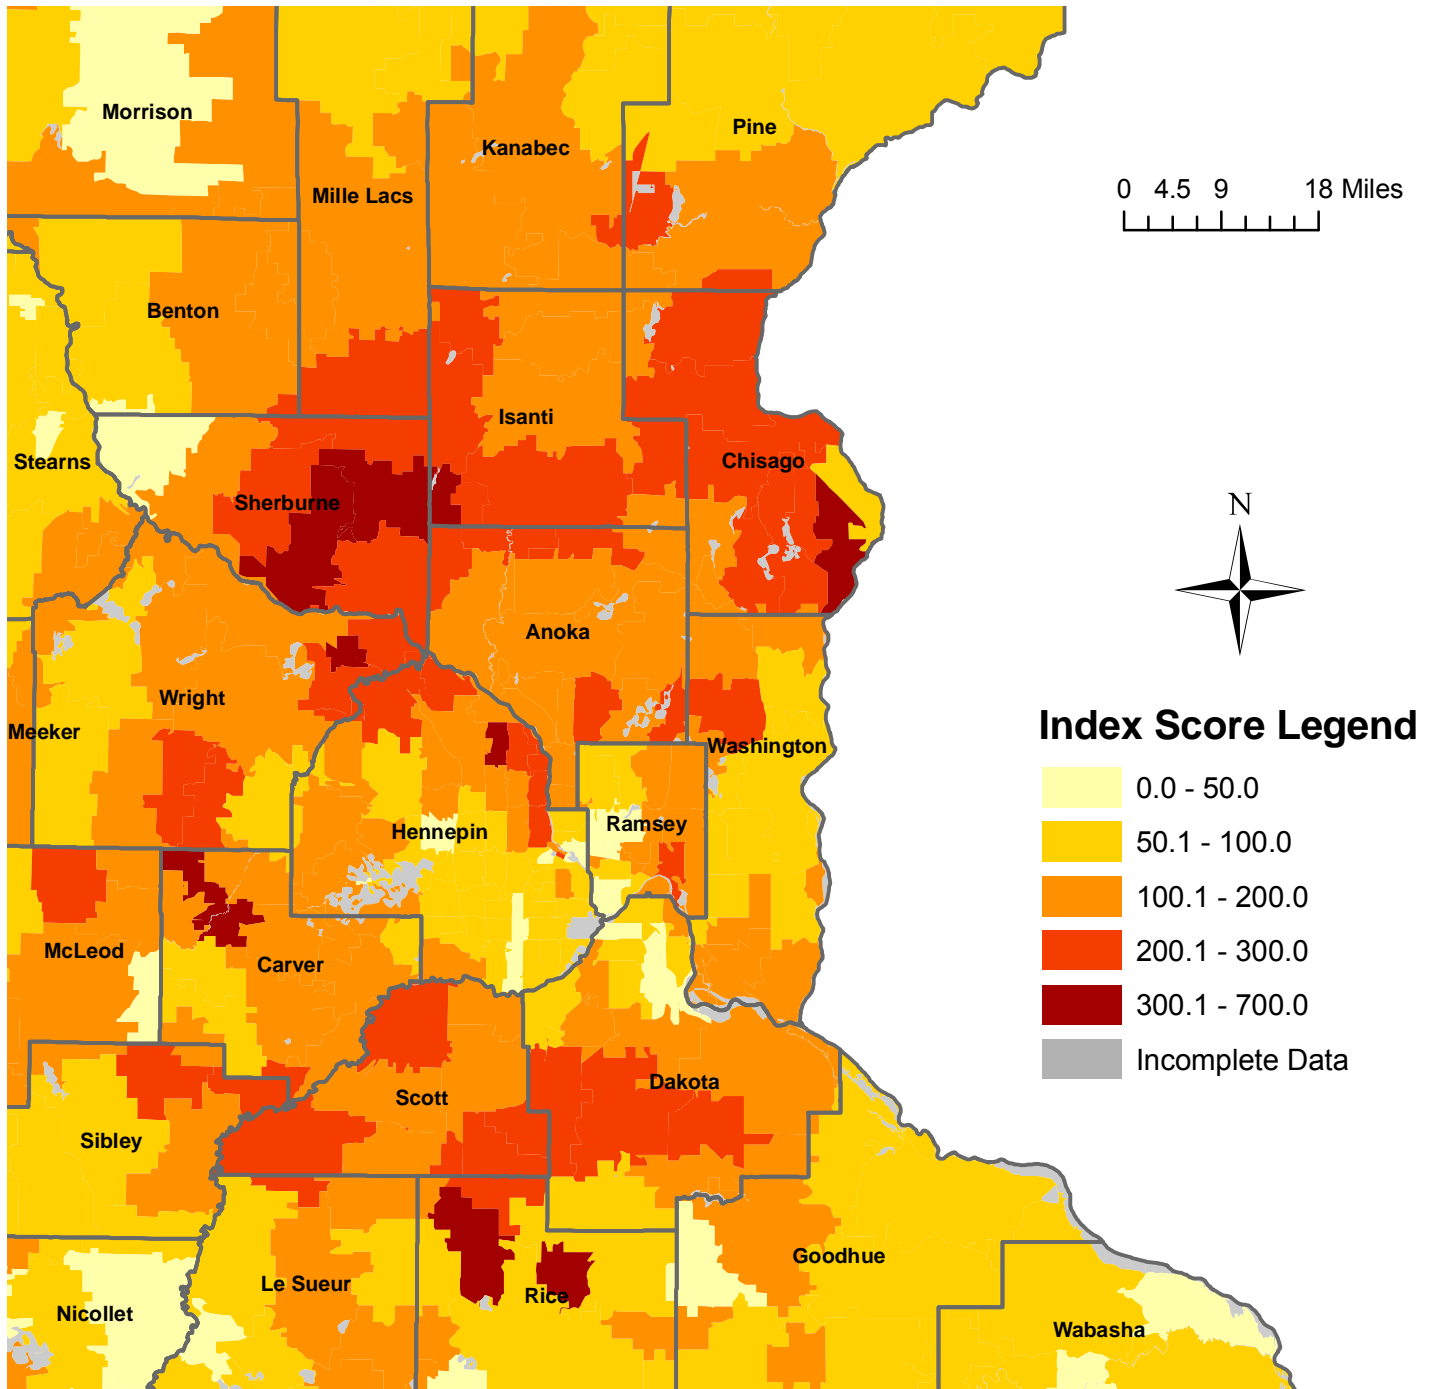 Morrison
Pine
Kanabec
Mille Lacs
0 4.5 9 18 Miles
Benton
Isanti
Stearns
Chisago
Sherburne
N
Anoka
Wright
Meeker
Washington
Index Score Legend
0.0 - 50.0
50.1 - 100.0
100.1 - 200.0
200.1 - 300.0
300.1 - 700.0
Incomplete Data
Hennepin
Ramsey
McLeod
Carver
Dakota
Scott
Sibley
Goodhue
Le Sueur
Rice
Nicollet
Wabasha